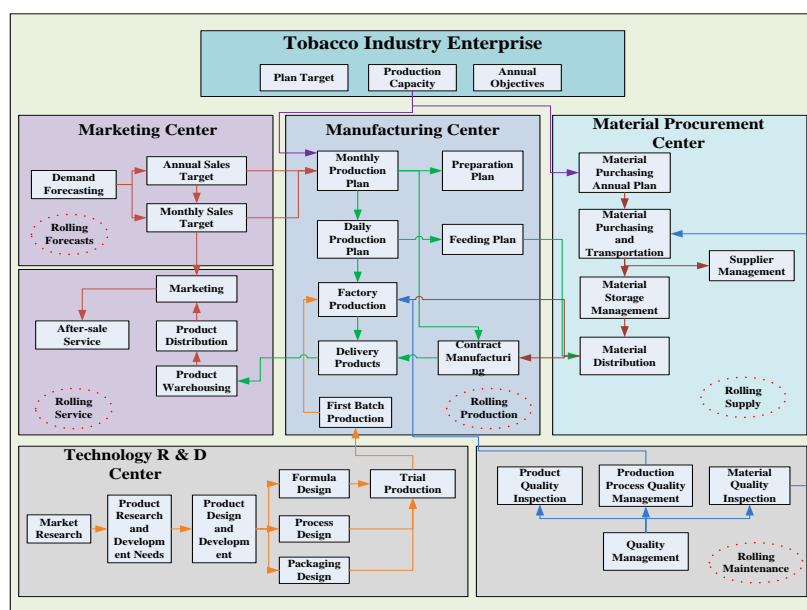 Tobacco Industry Enterprise
Plan Target
Production
Capacity
Annual
Objectives
Marketing Center
Demand
Forecasting
Annual Sales
Target
Monthly Sales
Target
Rolling
Forecasts
Marketing
After-sale
Service
Product
Distribution
Product
Warehousing
Rolling
Service
Manufacturing Center
Monthly
Production
Plan
Preparation
Plan
Daily
Production
Plan
Feeding Plan
Factory
Production
Delivery
Products
Contract
Manufacturi
ng
First Batch
Production
Rolling
Production
Material Procurement
Center
Material
Purchasing
Annual Plan
Material
Purchasing
and
Transportation
Supplier
Management
Material
Storage
Management
Material
Distribution
Rolling
Supply
Technology R & D
Center
Market
Research
Product
Research
and
Develop
ment Needs
Product
Design and
Develop
ment
Formula
Design
Process
Design
Packaging
Design
Trial
Production
Product
Quality
Inspection
Production
Process Quality
Management
Material
Quality
Inspection
Quality
Management
Rolling
Maintenance